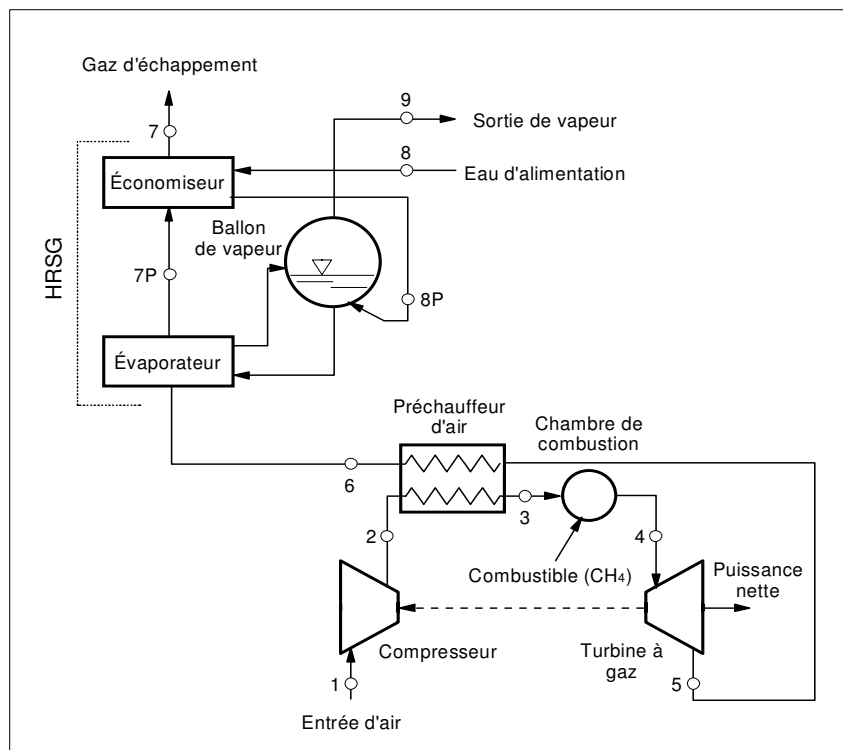 Gaz d'échappement
9
Sortie de vapeur
7
8
Eau d'alimentation
Économiseur
Ballon
de vapeur
HRSG
7P
8P
Évaporateur
Préchauffeur
d'air
Chambre de
combustion
6
3
2
4
Combustible (CH₄)
Puissance
nette
Compresseur
Turbine à
gaz
1
5
Entrée d'air